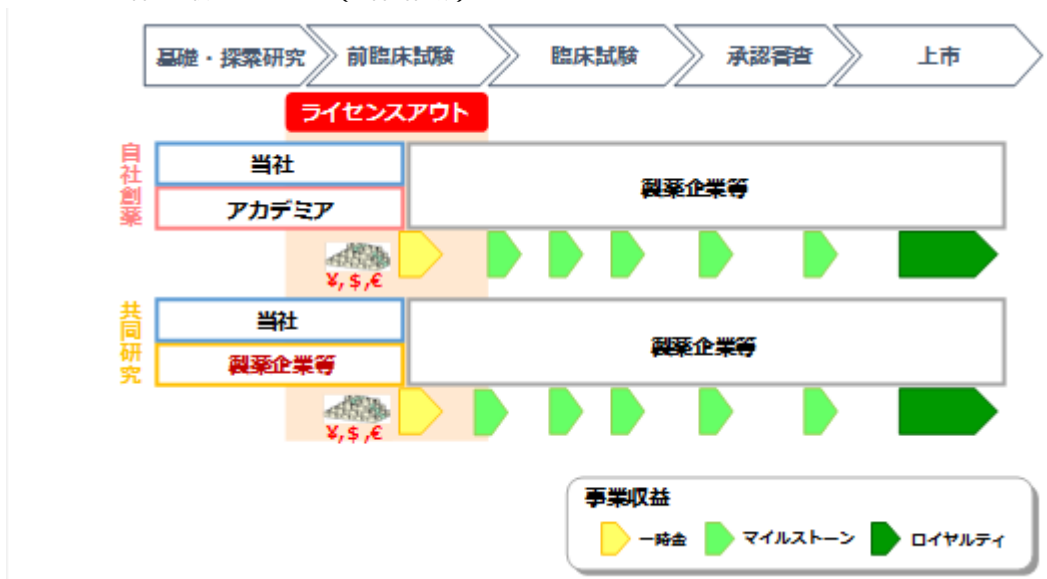 基礎・探索研究 前臨床試験 臨床試験 承認審査 上市
ライセンスアウト
自社創薬
当社
アカデミア
製薬企業等
¥,$,€
共同研究
当社
製薬企業等
製薬企業等
¥,$,€
事業収益
一時金 マイルストーン ロイヤルティ